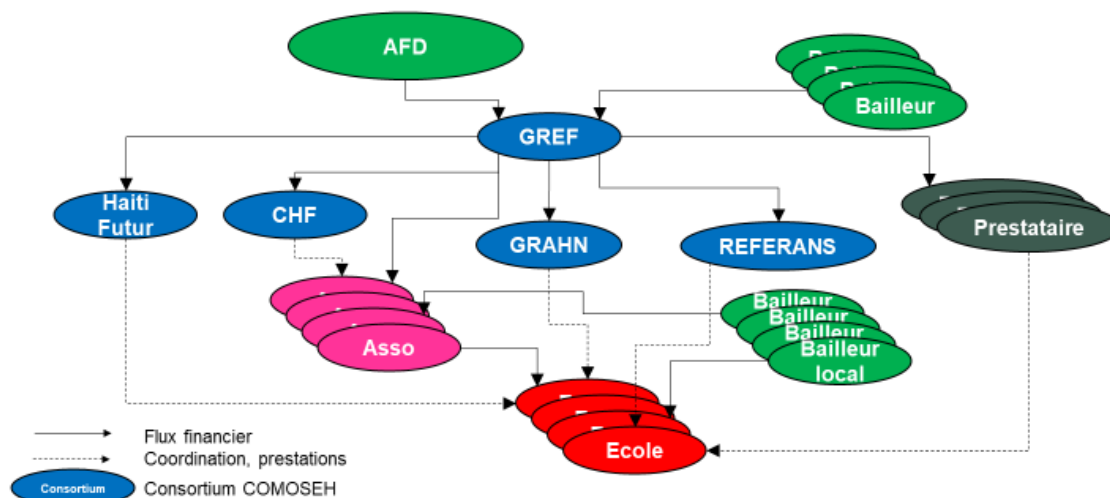 AFD
Bailleur
GREF
Haiti
Futur
CHF
GRAHN
REFERANS
Prestataire
Bailleur
Bailleur
Bailleur
Bailleur
local
Asso
Ecole
Flux financier
Coordination, prestations
Consortium
Consortium COMOSEH